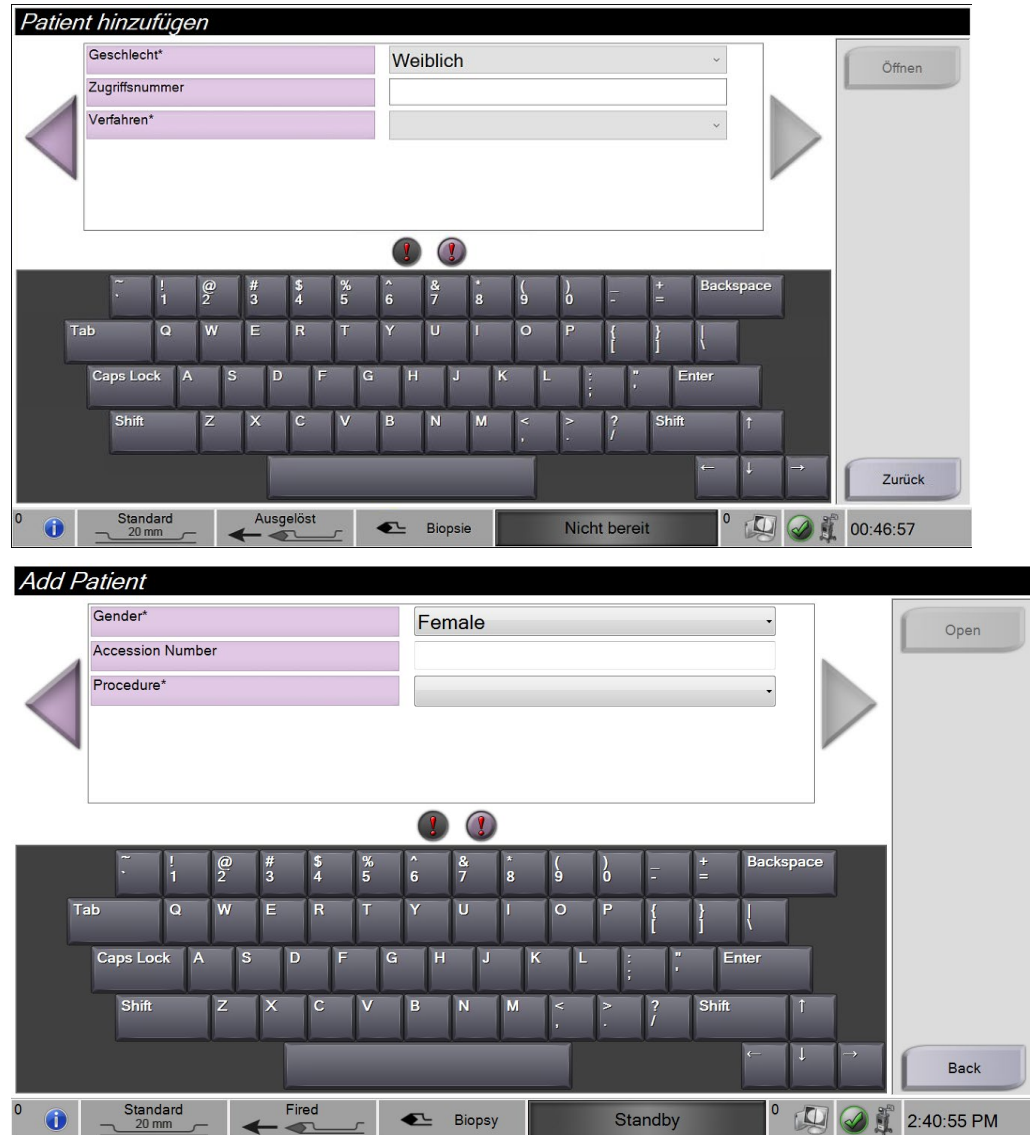 Patient hinzufügen
Geschlecht* Weiblich
Zugriffsnummer
Verfahren*
Öffnen
~ ! @ # $ % ^ & * ( ) _ + Backspace
` 1 2 3 4 5 6 7 8 9 0 - =
Tab Q W E R T Y U I O P { } |
[ ] \
Caps Lock A S D F G H J K L : " Enter
; '
Shift Z X C V B N M < > ? Shift ↑
, . /
← ↓ →
Zurück
0 Standard Ausgelöst Biopsie Nicht bereit 0 00:46:57
20 mm
Add Patient
Gender* Female
Accession Number
Procedure*
Open
~ ! @ # $ % ^ & * ( ) _ + Backspace
` 1 2 3 4 5 6 7 8 9 0 - =
Tab Q W E R T Y U I O P { } |
[ ] \
Caps Lock A S D F G H J K L : " Enter
; '
Shift Z X C V B N M < > ? Shift ↑
, . /
← ↓ →
Back
0 Standard Fired Biopsy Standby 0 2:40:55 PM
20 mm